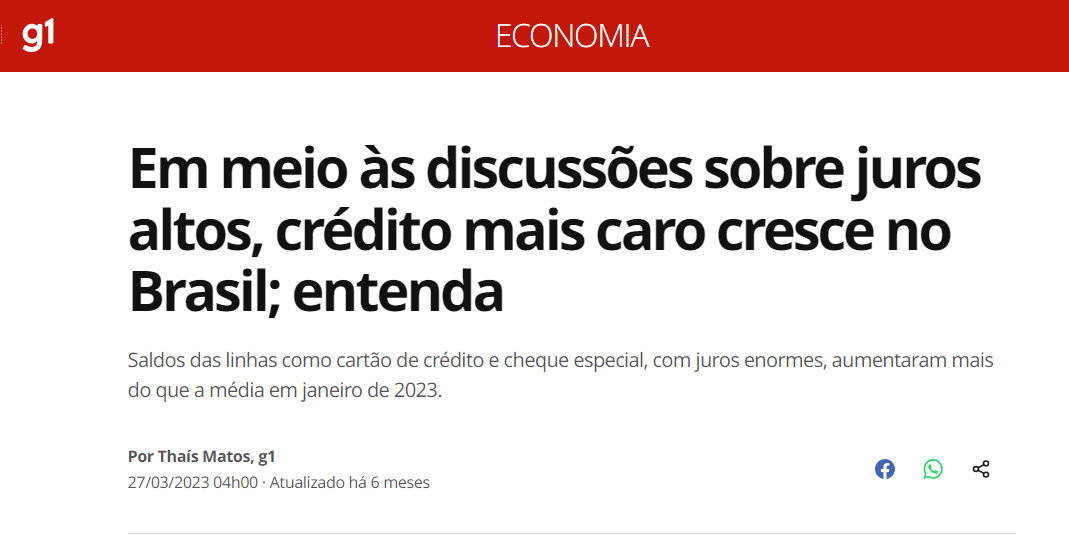 g1
ECONOMIA
Em meio às discussões sobre juros
altos, crédito mais caro cresce no
Brasil; entenda
Saldos das linhas como cartão de crédito e cheque especial, com juros enormes, aumentaram mais
do que a média em janeiro de 2023.
Por Thaís Matos, g1
27/03/2023 04h00 · Atualizado há 6 meses